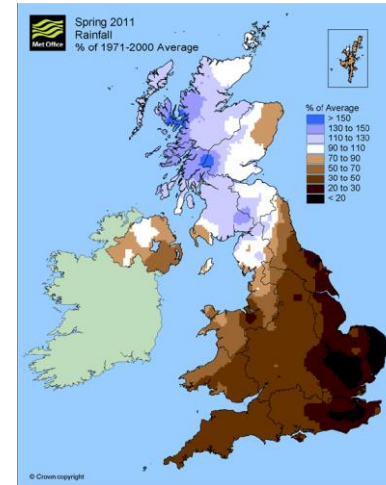 Met Office
Spring 2011
Rainfall
% of 1971-2000 Average
% of Average
> 150
130 to 150
110 to 130
90 to 110
70 to 90
50 to 70
30 to 50
20 to 30
< 20
© Crown copyright